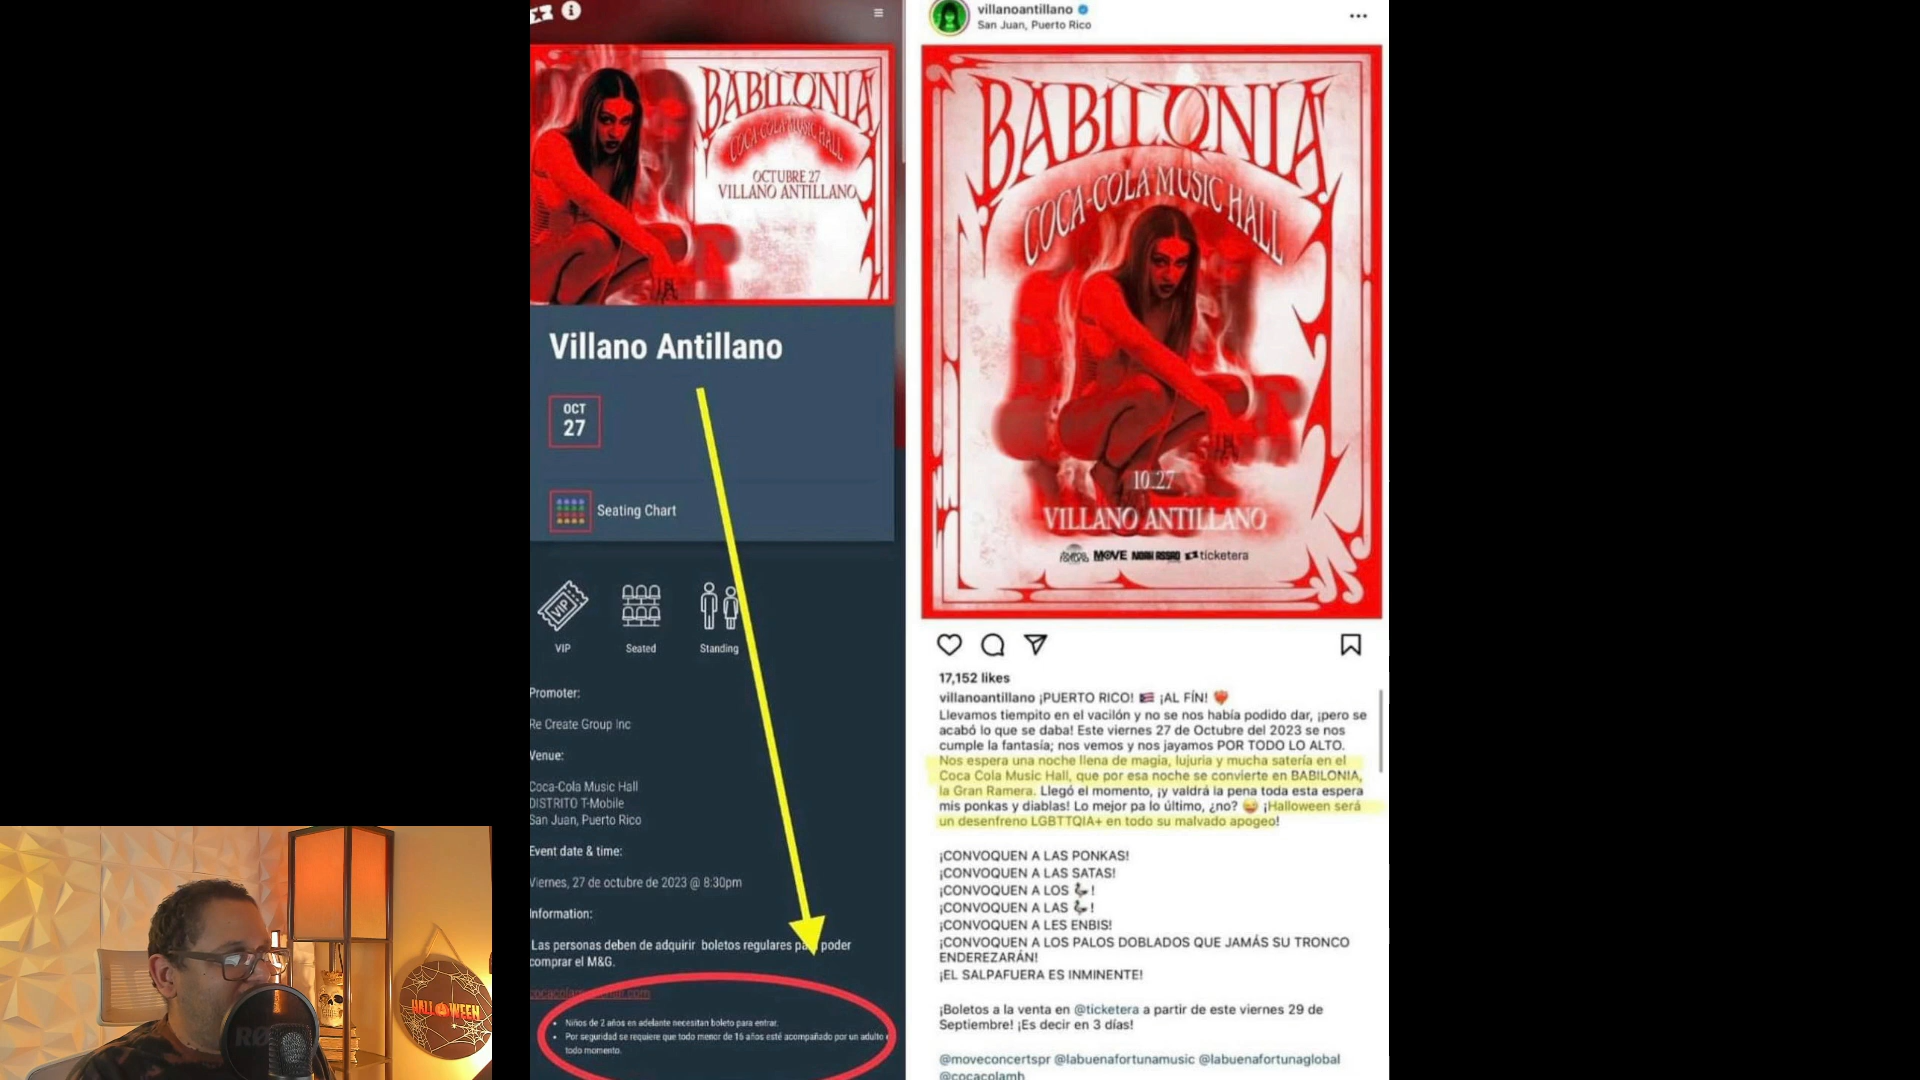 BABILONIA
COCA-COLA MUSIC HALL
OCTUBRE 27
VILLANO ANTILLANO
Villano Antillano
OCT
27
Seating Chart
VIP
VIP
Seated
Standing
Promoter:
Re Create Group Inc
Venue:
Coca-Cola Music Hall
DISTRITO T-Mobile
San Juan, Puerto Rico
Event date & time:
Viernes, 27 de octubre de 2023 @ 8:30pm
Information:
Las personas deben de adquirir boletos regulares poder
comprar el M&G.
Niños de 2 años en adelante necesitan boleto para entrar.
Por seguridad se requiere que todo menor de 16 años esté acompañado por un adulto
todo momento.
villanoantillano
San Juan, Puerto Rico
BABILONIA
COCA-COLA MUSIC HALL
10.27
VILLANO ANTILLANO
MOVE NOAH ASSAD ticketera
17,152 likes
villanoantillano ¡PUERTO RICO! 🇵🇷 ¡AL FÍN! ❤️‍🔥
Llevamos tiempito en el vacilón y no se nos había podido dar, ¡pero se
acabó lo que se daba! Este viernes 27 de Octubre del 2023 se nos
cumple la fantasía; nos vemos y nos jayamos POR TODO LO ALTO.
Nos espera una noche llena de magia, lujuria y mucha satería en el
Coca Cola Music Hall, que por esa noche se convierte en BABILONIA,
la Gran Ramera. Llegó el momento, ¡y valdrá la pena toda esta espera
mis ponkas y diablas! Lo mejor pa lo último, ¿no? 😄 ¡Halloween será
un desenfreno LGBTTQIA+ en todo su malvado apogeo!
¡CONVOQUEN A LAS PONKAS!
¡CONVOQUEN A LAS SATAS!
¡CONVOQUEN A LOS 🦆!
¡CONVOQUEN A LAS 🦆!
¡CONVOQUEN A LES ENBIS!
¡CONVOQUEN A LOS PALOS DOBLADOS QUE JAMÁS SU TRONCO
ENDEREZARÁN!
¡EL SALPAFUERA ES INMINENTE!
¡Boletos a la venta en @ticketera a partir de este viernes 29 de
Septiembre! ¡Es decir en 3 días!
@moveconcertspr @labuenafortunamusic @labuenafortunaglobal
@cocacolamh
HALLOWEEN